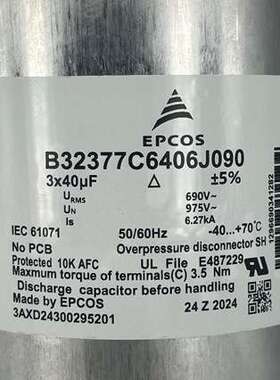 EPCOS
B32377C6406J090
3x40µF △ ±5%
URMS 690V~
UN 975V~
Is 6.27kA
IEC 61071 50/60Hz -40...+70°C
No PCB Overpressure disconnector SH
Protected 10K AFC UL File E487229
Maxmum torque of terminals(C) 3.5 Nm
Discharge capacitor before handling
Made by EPCOS 24 Z 2024
3AXD24300295201